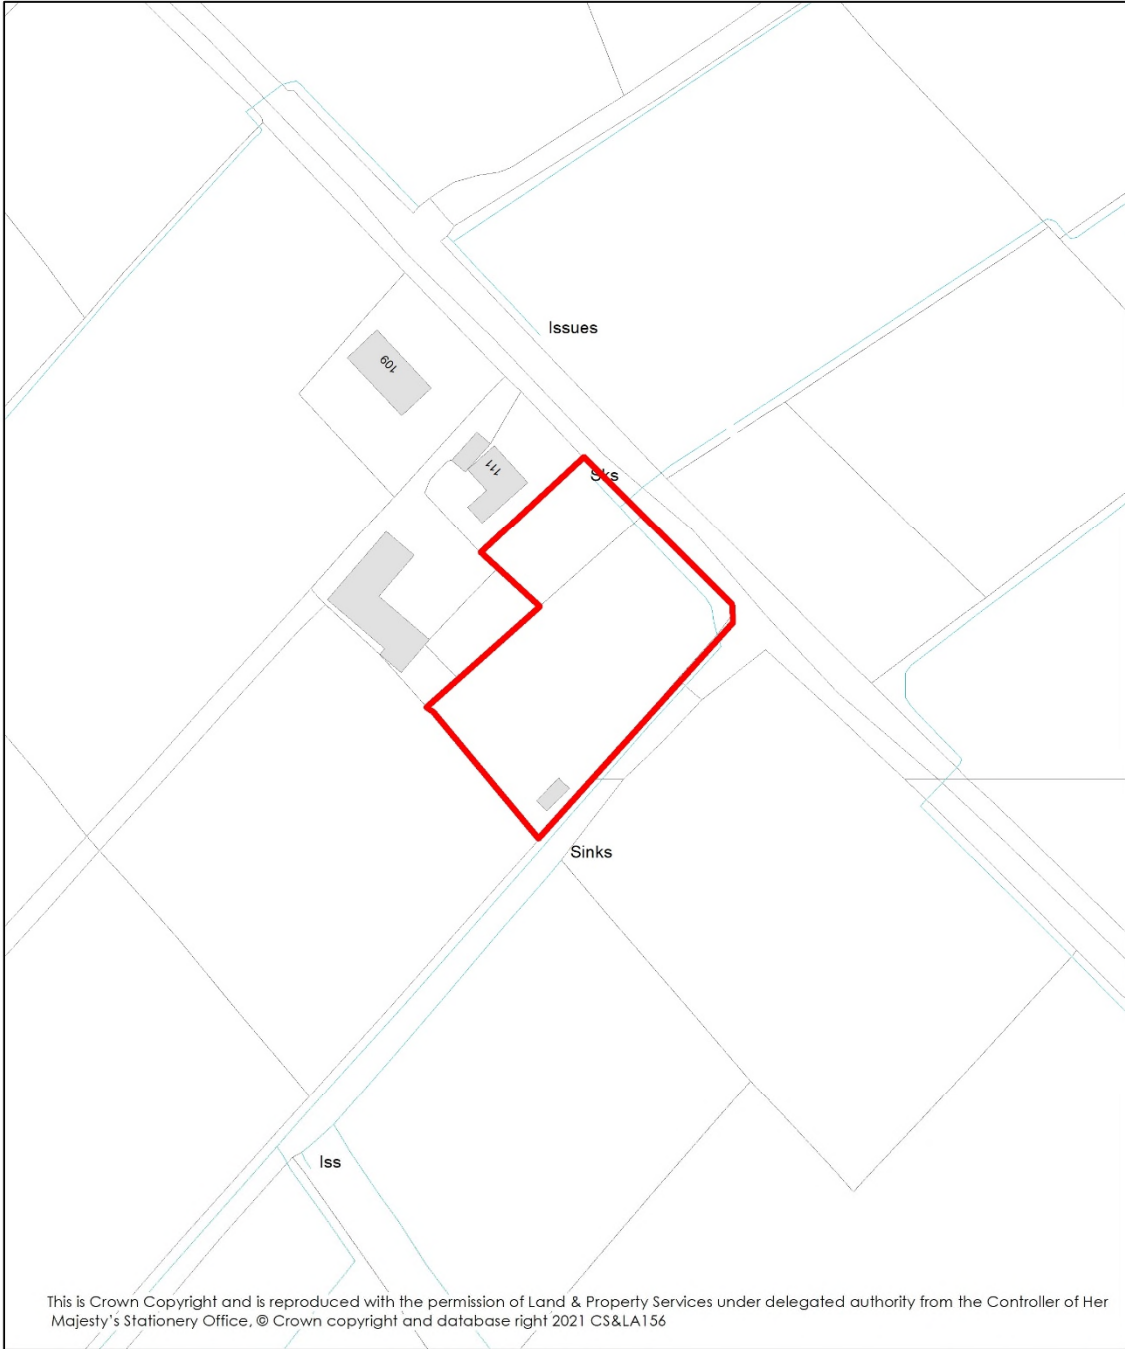 Issues
109
111
Sks
Sinks
Iss
This is Crown Copyright and is reproduced with the permission of Land & Property Services under delegated authority from the Controller of Her
Majesty's Stationery Office, © Crown copyright and database right 2021 CS&LA156